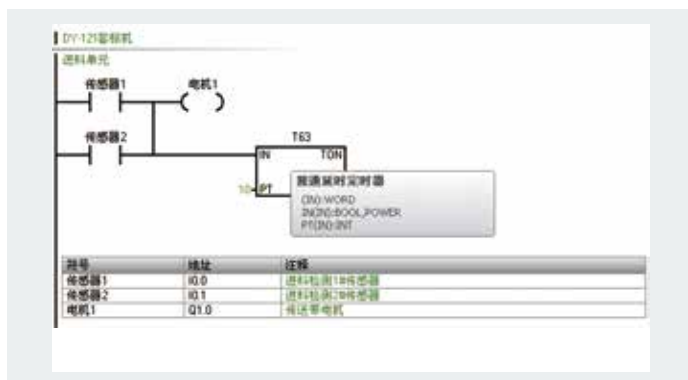 DY-121套标机
进料单元
传感器1 电机1
传感器2
T63
IN TON
10 PT
普通延时定时器
(IN):WORD
IN(IN):BOOL,POWER
PT(IN):INT
符号 地址 注释
传感器1 I0.0 进料检测1#传感器
传感器2 I0.1 进料检测2#传感器
电机1 Q1.0 传送带电机